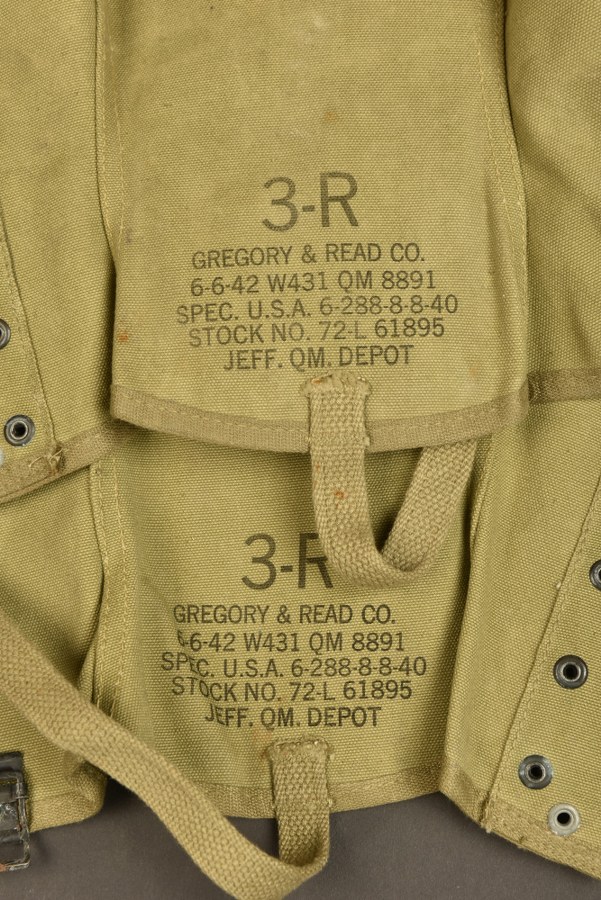 3-R
GREGORY & READ CO.
6-6-42 W431 QM 8891
SPEC. U.S.A. 6-288-8-8-40
STOCK NO. 72-L 61895
JEFF. QM. DEPOT
3-R
GREGORY & READ CO.
6-6-42 W431 QM 8891
SPEC. U.S.A. 6-288-8-8-40
STOCK NO. 72-L 61895
JEFF. QM. DEPOT